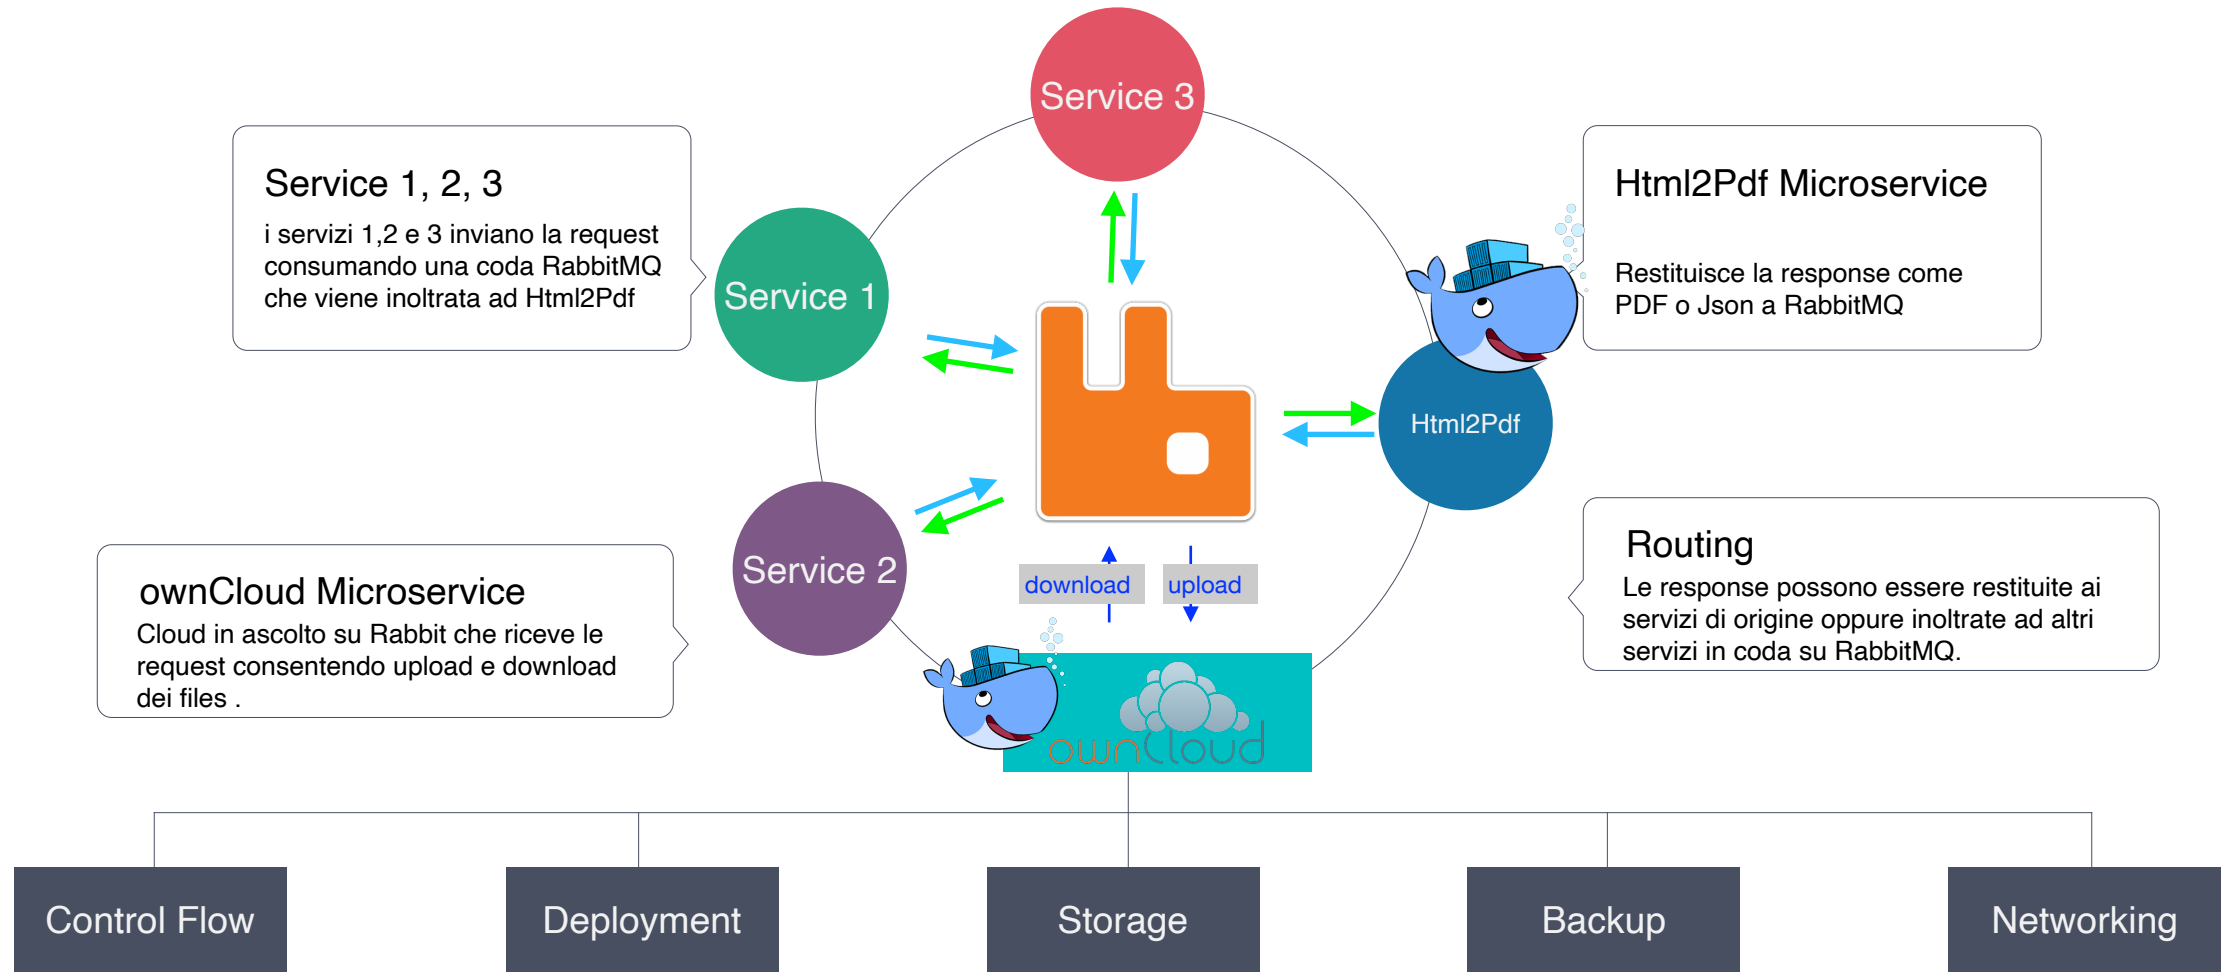 Service 3
Service 1, 2, 3
i servizi 1,2 e 3 inviano la request
consumando una coda RabbitMQ
che viene inoltrata ad Html2Pdf
Html2Pdf Microservice
Restituisce la response come
PDF o Json a RabbitMQ
Service 1
Html2Pdf
Service 2
ownCloud Microservice
Cloud in ascolto su Rabbit che riceve le
request consentendo upload e download
dei files .
download
upload
Routing
Le response possono essere restituite ai
servizi di origine oppure inoltrate ad altri
servizi in coda su RabbitMQ.
ownCloud
Control Flow
Deployment
Storage
Backup
Networking